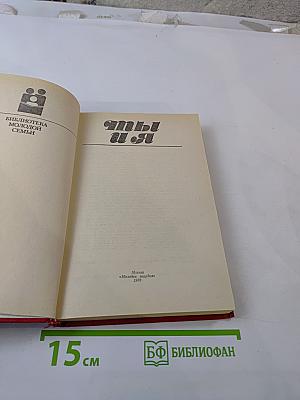 БИБЛИОТЕКА
МОЛОДОЙ
СЕМЬИ
ТЫ
И Я
Москва
«Молодая гвардия»
15 см
БФ БИБЛИОФАН